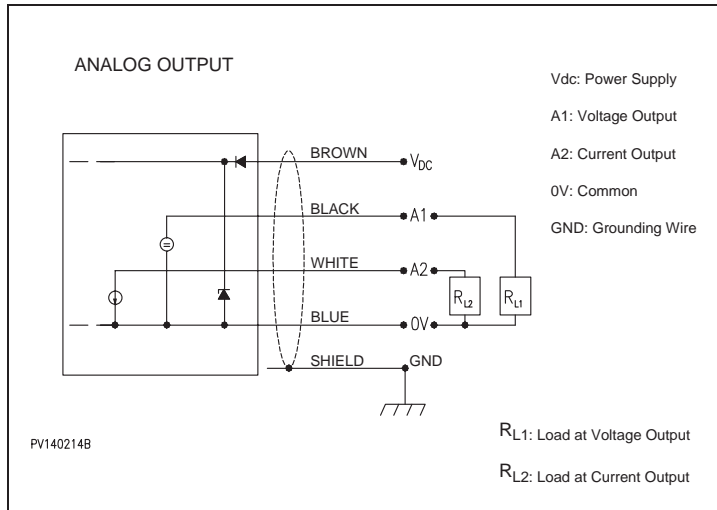 ANALOG OUTPUT
Vdc: Power Supply
A1: Voltage Output
A2: Current Output
0V: Common
GND: Grounding Wire
BROWN
VDC
BLACK
A1
WHITE
A2
RL2
RL1
BLUE
0V
SHIELD
GND
PV140214B
RL1: Load at Voltage Output
RL2: Load at Current Output